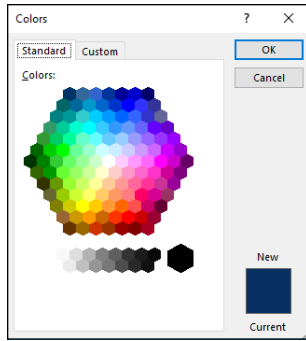 Colors ? ×
Standard Custom
OK
Cancel
Colors:
New
Current